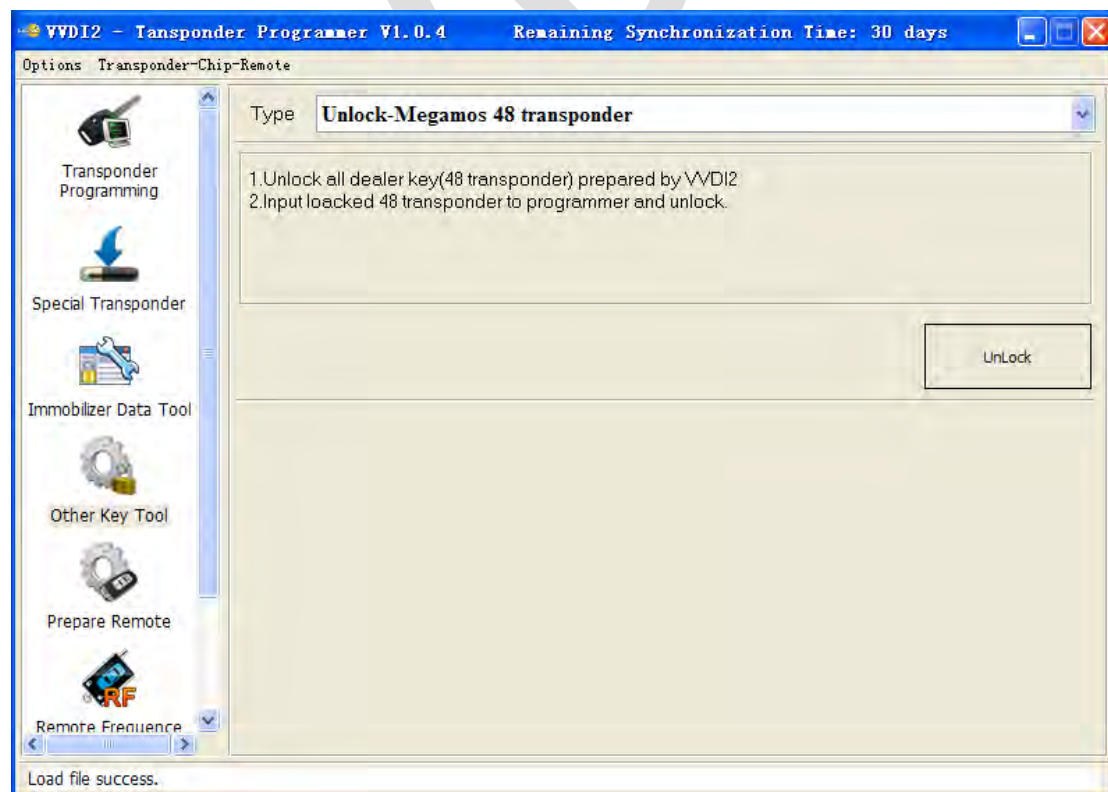 VVDI2 - Tansponder Programmer V1.0.4 Remaining Synchronization Time: 30 days
Options Transponder-Chip-Remote
Transponder
Programming
Special Transponder
Immobilizer Data Tool
Other Key Tool
Prepare Remote
RF
Remote Frequence
Type Unlock-Megamos 48 transponder
1.Unlock all dealer key(48 transponder) prepared by VVDI2
2.Input loacked 48 transponder to programmer and unlock.
UnLock
Load file success.